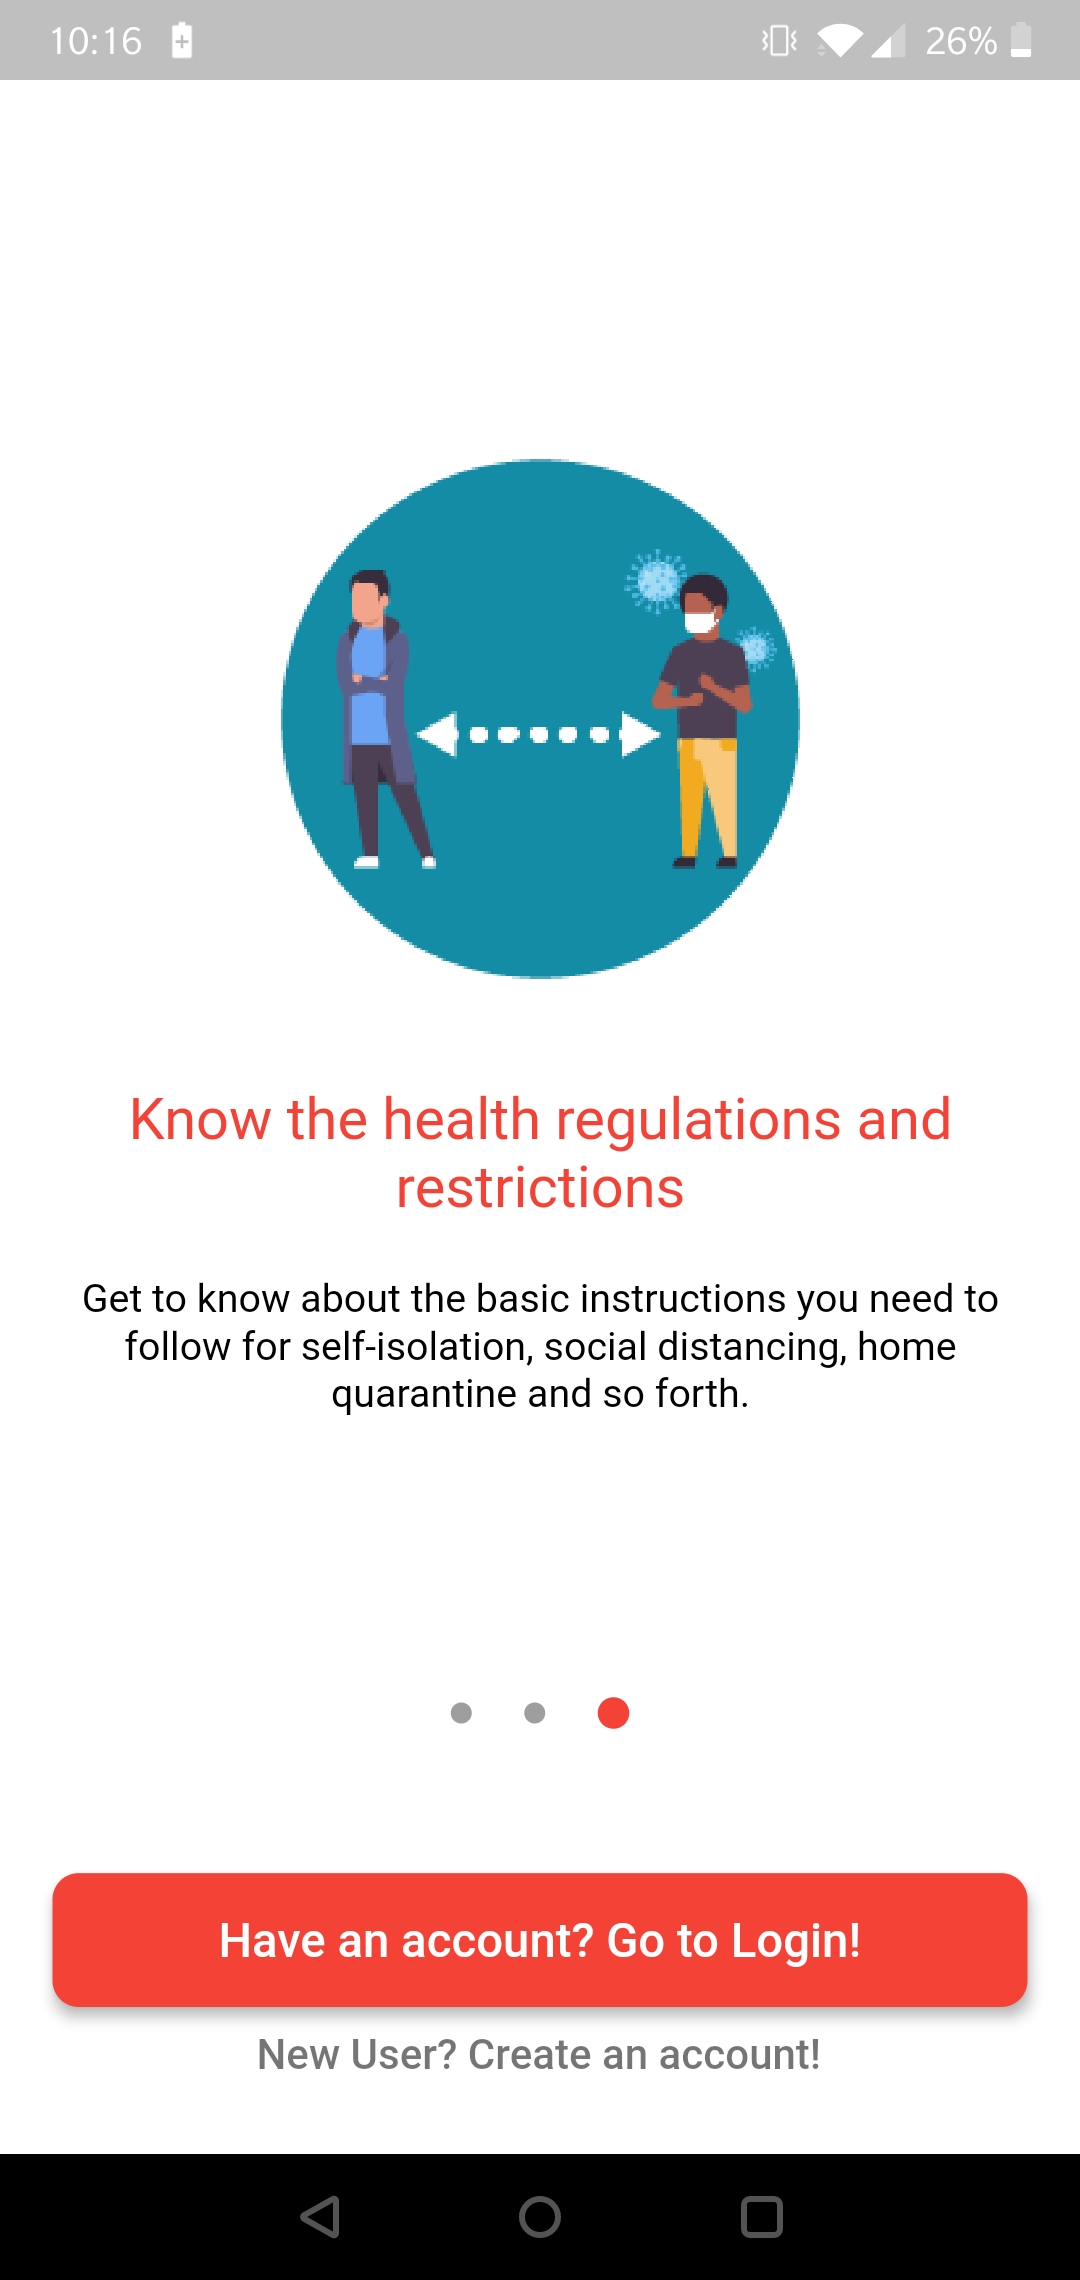 10:16
26%
Know the health regulations and
restrictions
Get to know about the basic instructions you need to
follow for self-isolation, social distancing, home
quarantine and so forth.
Have an account? Go to Login!
New User? Create an account!